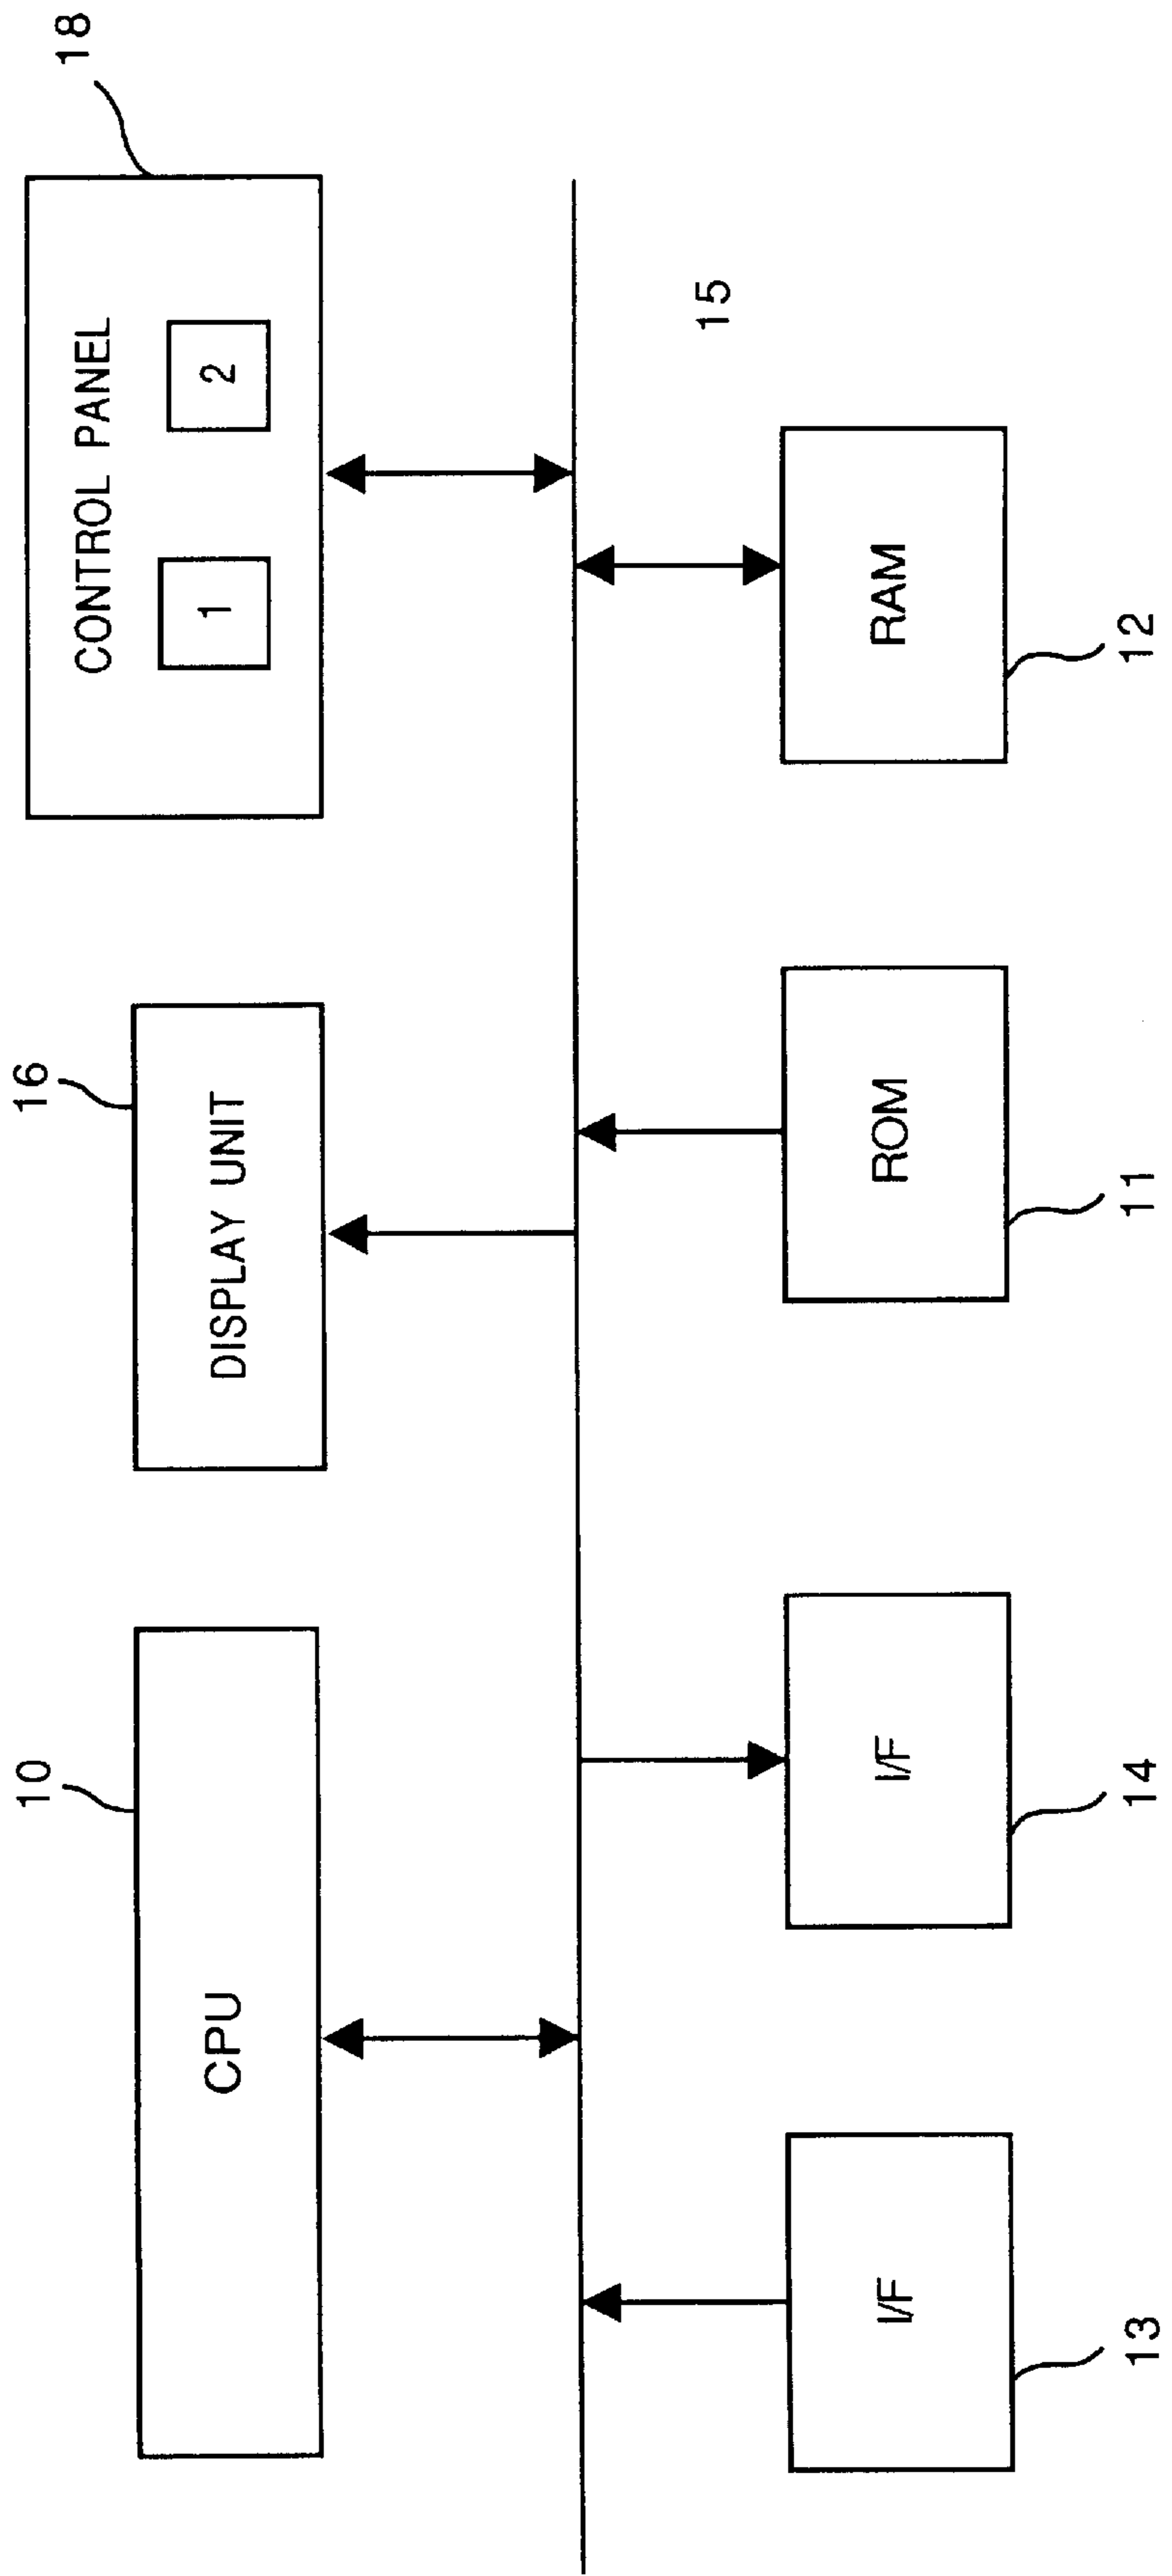 10
16
18
CPU
DISPLAY UNIT
CONTROL PANEL
1
2
15
I/F
I/F
ROM
RAM
13
14
11
12